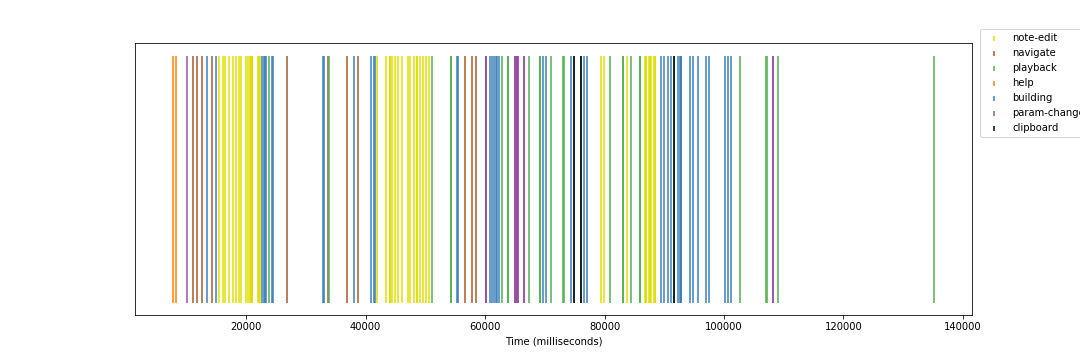 note-edit
navigate
playback
help
building
param-change
clipboard
20000 40000 60000 80000 100000 120000 140000
Time (milliseconds)